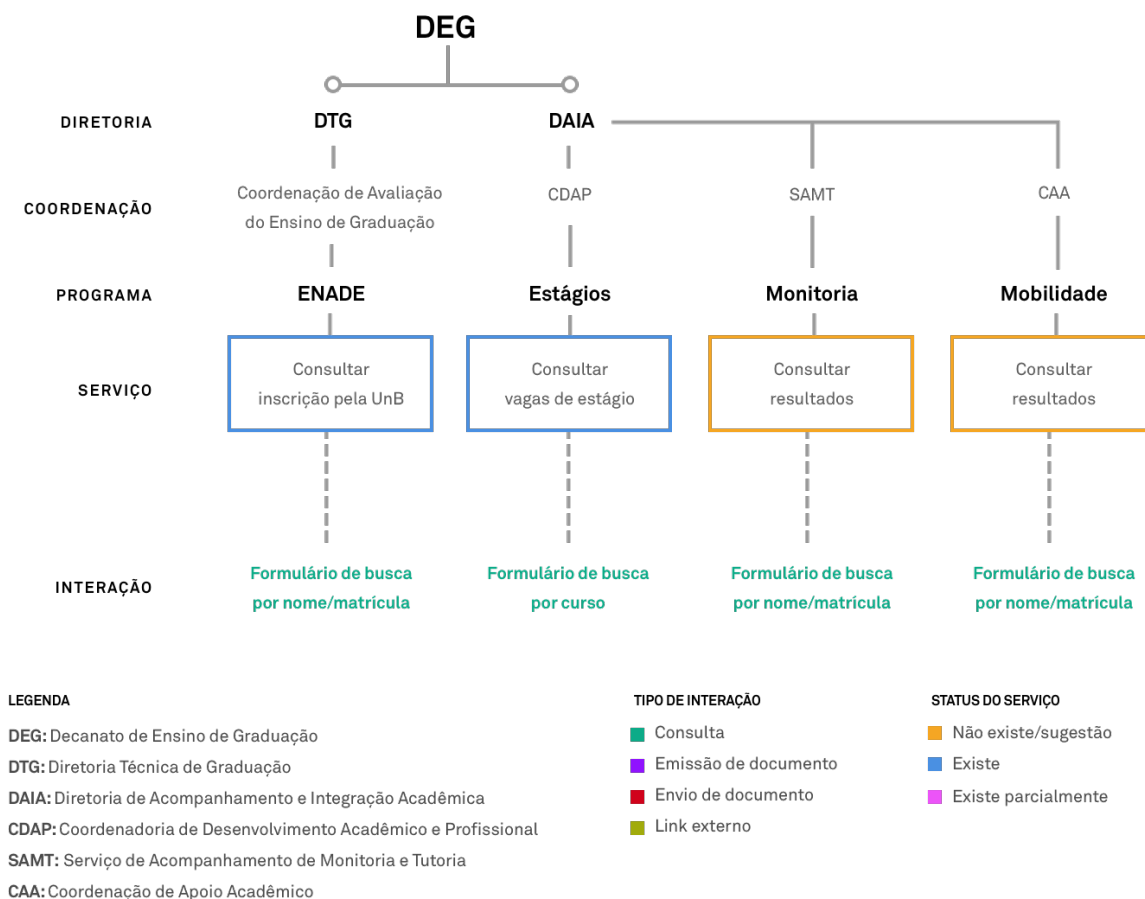 DEG
DIRETORIA
DTG
DAIA
COORDENAÇÃO
Coordenação de Avaliação
do Ensino de Graduação
CDAP
SAMT
CAA
PROGRAMA
ENADE
Estágios
Monitoria
Mobilidade
SERVIÇO
Consultar
inscrição pela UnB
Consultar
vagas de estágio
Consultar
resultados
Consultar
resultados
INTERAÇÃO
Formulário de busca
por nome/matrícula
Formulário de busca
por curso
Formulário de busca
por nome/matrícula
Formulário de busca
por nome/matrícula
LEGENDA
DEG: Decanato de Ensino de Graduação
DTG: Diretoria Técnica de Graduação
DAIA: Diretoria de Acompanhamento e Integração Acadêmica
CDAP: Coordenadoria de Desenvolvimento Acadêmico e Profissional
SAMT: Serviço de Acompanhamento de Monitoria e Tutoria
CAA: Coordenação de Apoio Acadêmico
TIPO DE INTERAÇÃO
Consulta
Emissão de documento
Envio de documento
Link externo
STATUS DO SERVIÇO
Não existe/sugestão
Existe
Existe parcialmente